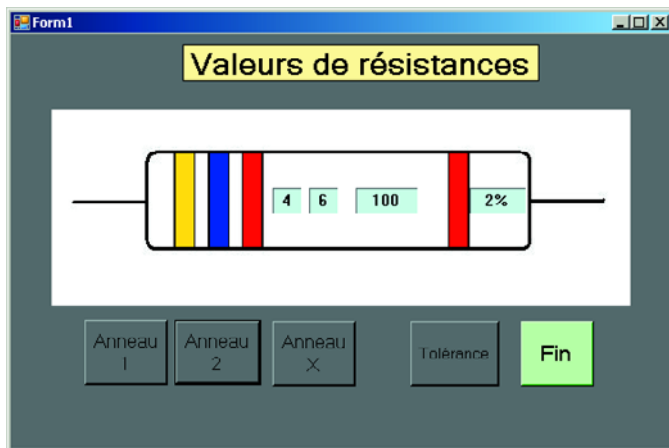 Form1
Valeurs de résistances
4 6 100 2%
Anneau
1
Anneau
2
Anneau
X
Tolérance
Fin